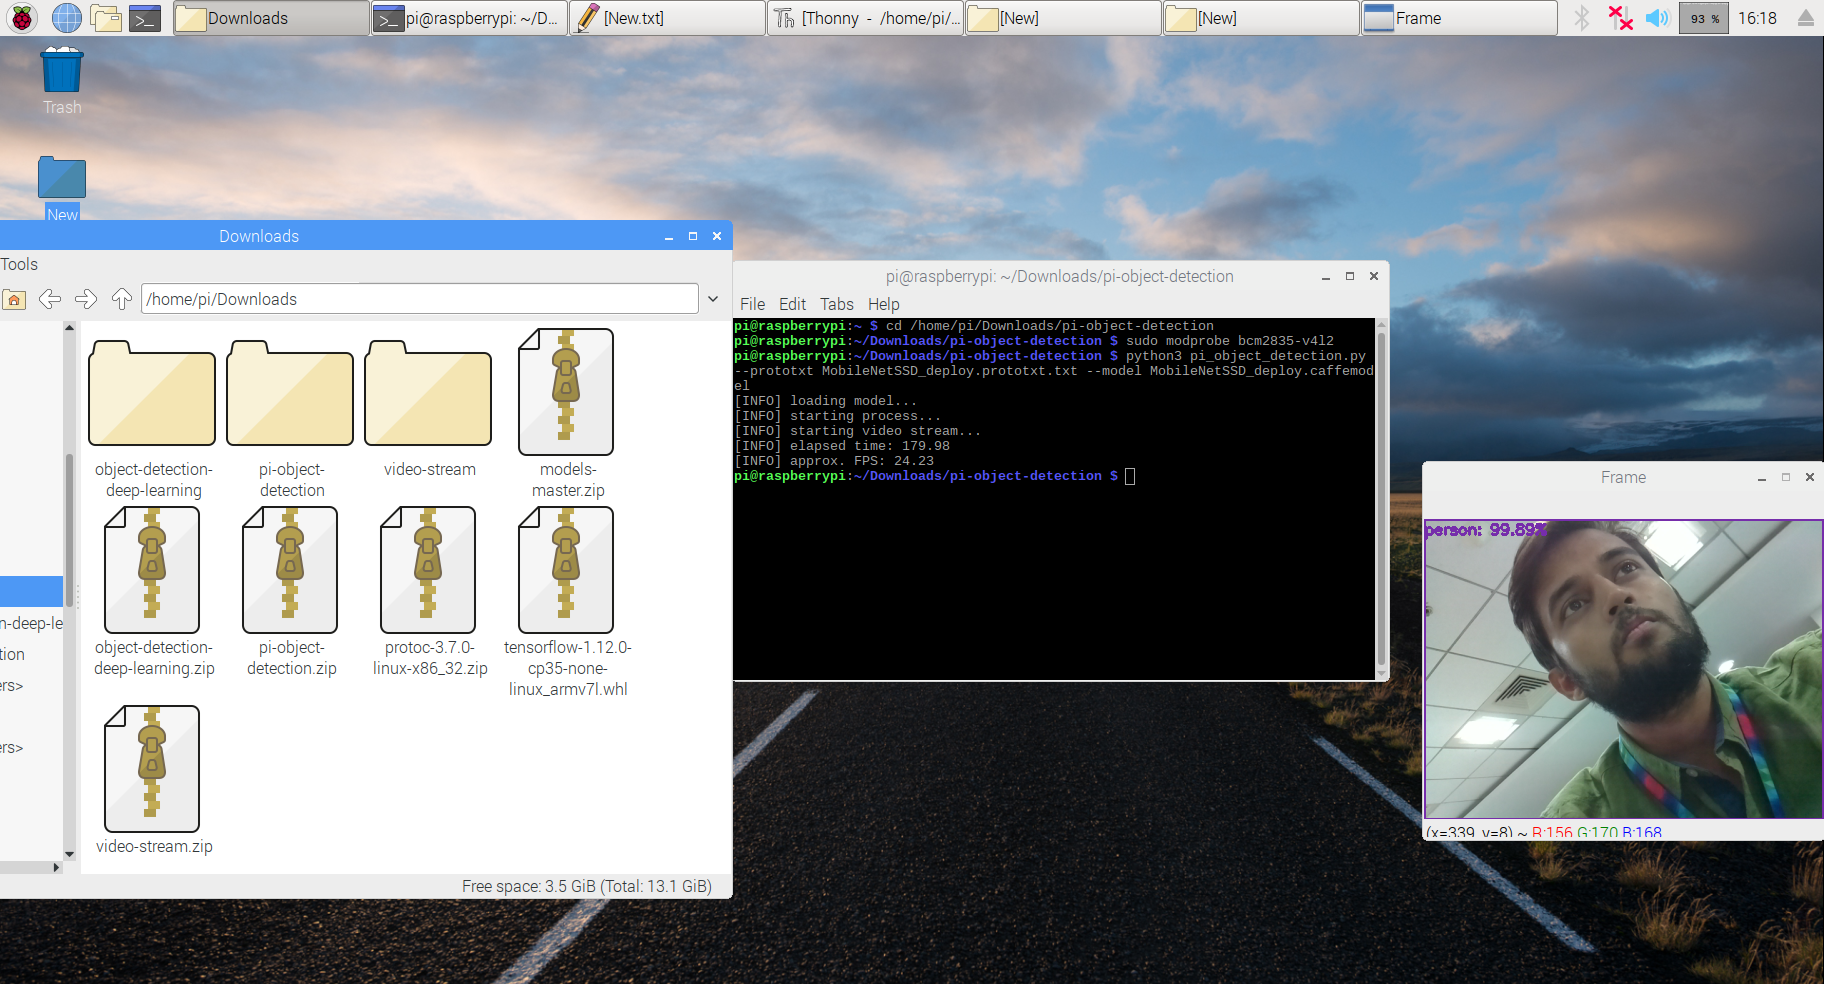 Downloads
pi@raspberrypi: ~/D...
[New.txt]
[Thonny  -  /home/pi/...
[New]
[New]
Frame
93 %
16:18
Trash
New
Downloads
Tools
/home/pi/Downloads
object-detection-
deep-learning
pi-object-
detection
video-stream
models-
master.zip
object-detection-
deep-learning.zip
pi-object-
detection.zip
protoc-3.7.0-
linux-x86_32.zip
tensorflow-1.12.0-
cp35-none-
linux_armv7l.whl
video-stream.zip
n-deep-le
tion
ers>
ers>
Free space: 3.5 GiB (Total: 13.1 GiB)
pi@raspberrypi: ~/Downloads/pi-object-detection
File Edit Tabs Help
pi@raspberrypi:~ $ cd /home/pi/Downloads/pi-object-detection
pi@raspberrypi:~/Downloads/pi-object-detection $ sudo modprobe bcm2835-v4l2
pi@raspberrypi:~/Downloads/pi-object-detection $ python3 pi_object_detection.py
--prototxt MobileNetSSD_deploy.prototxt.txt --model MobileNetSSD_deploy.caffemod
el
[INFO] loading model...
[INFO] starting process...
[INFO] starting video stream...
[INFO] elapsed time: 179.98
[INFO] approx. FPS: 24.23
pi@raspberrypi:~/Downloads/pi-object-detection $
Frame
person: 99.89%
(x=339, y=8) ~ R:156 G:170 B:168